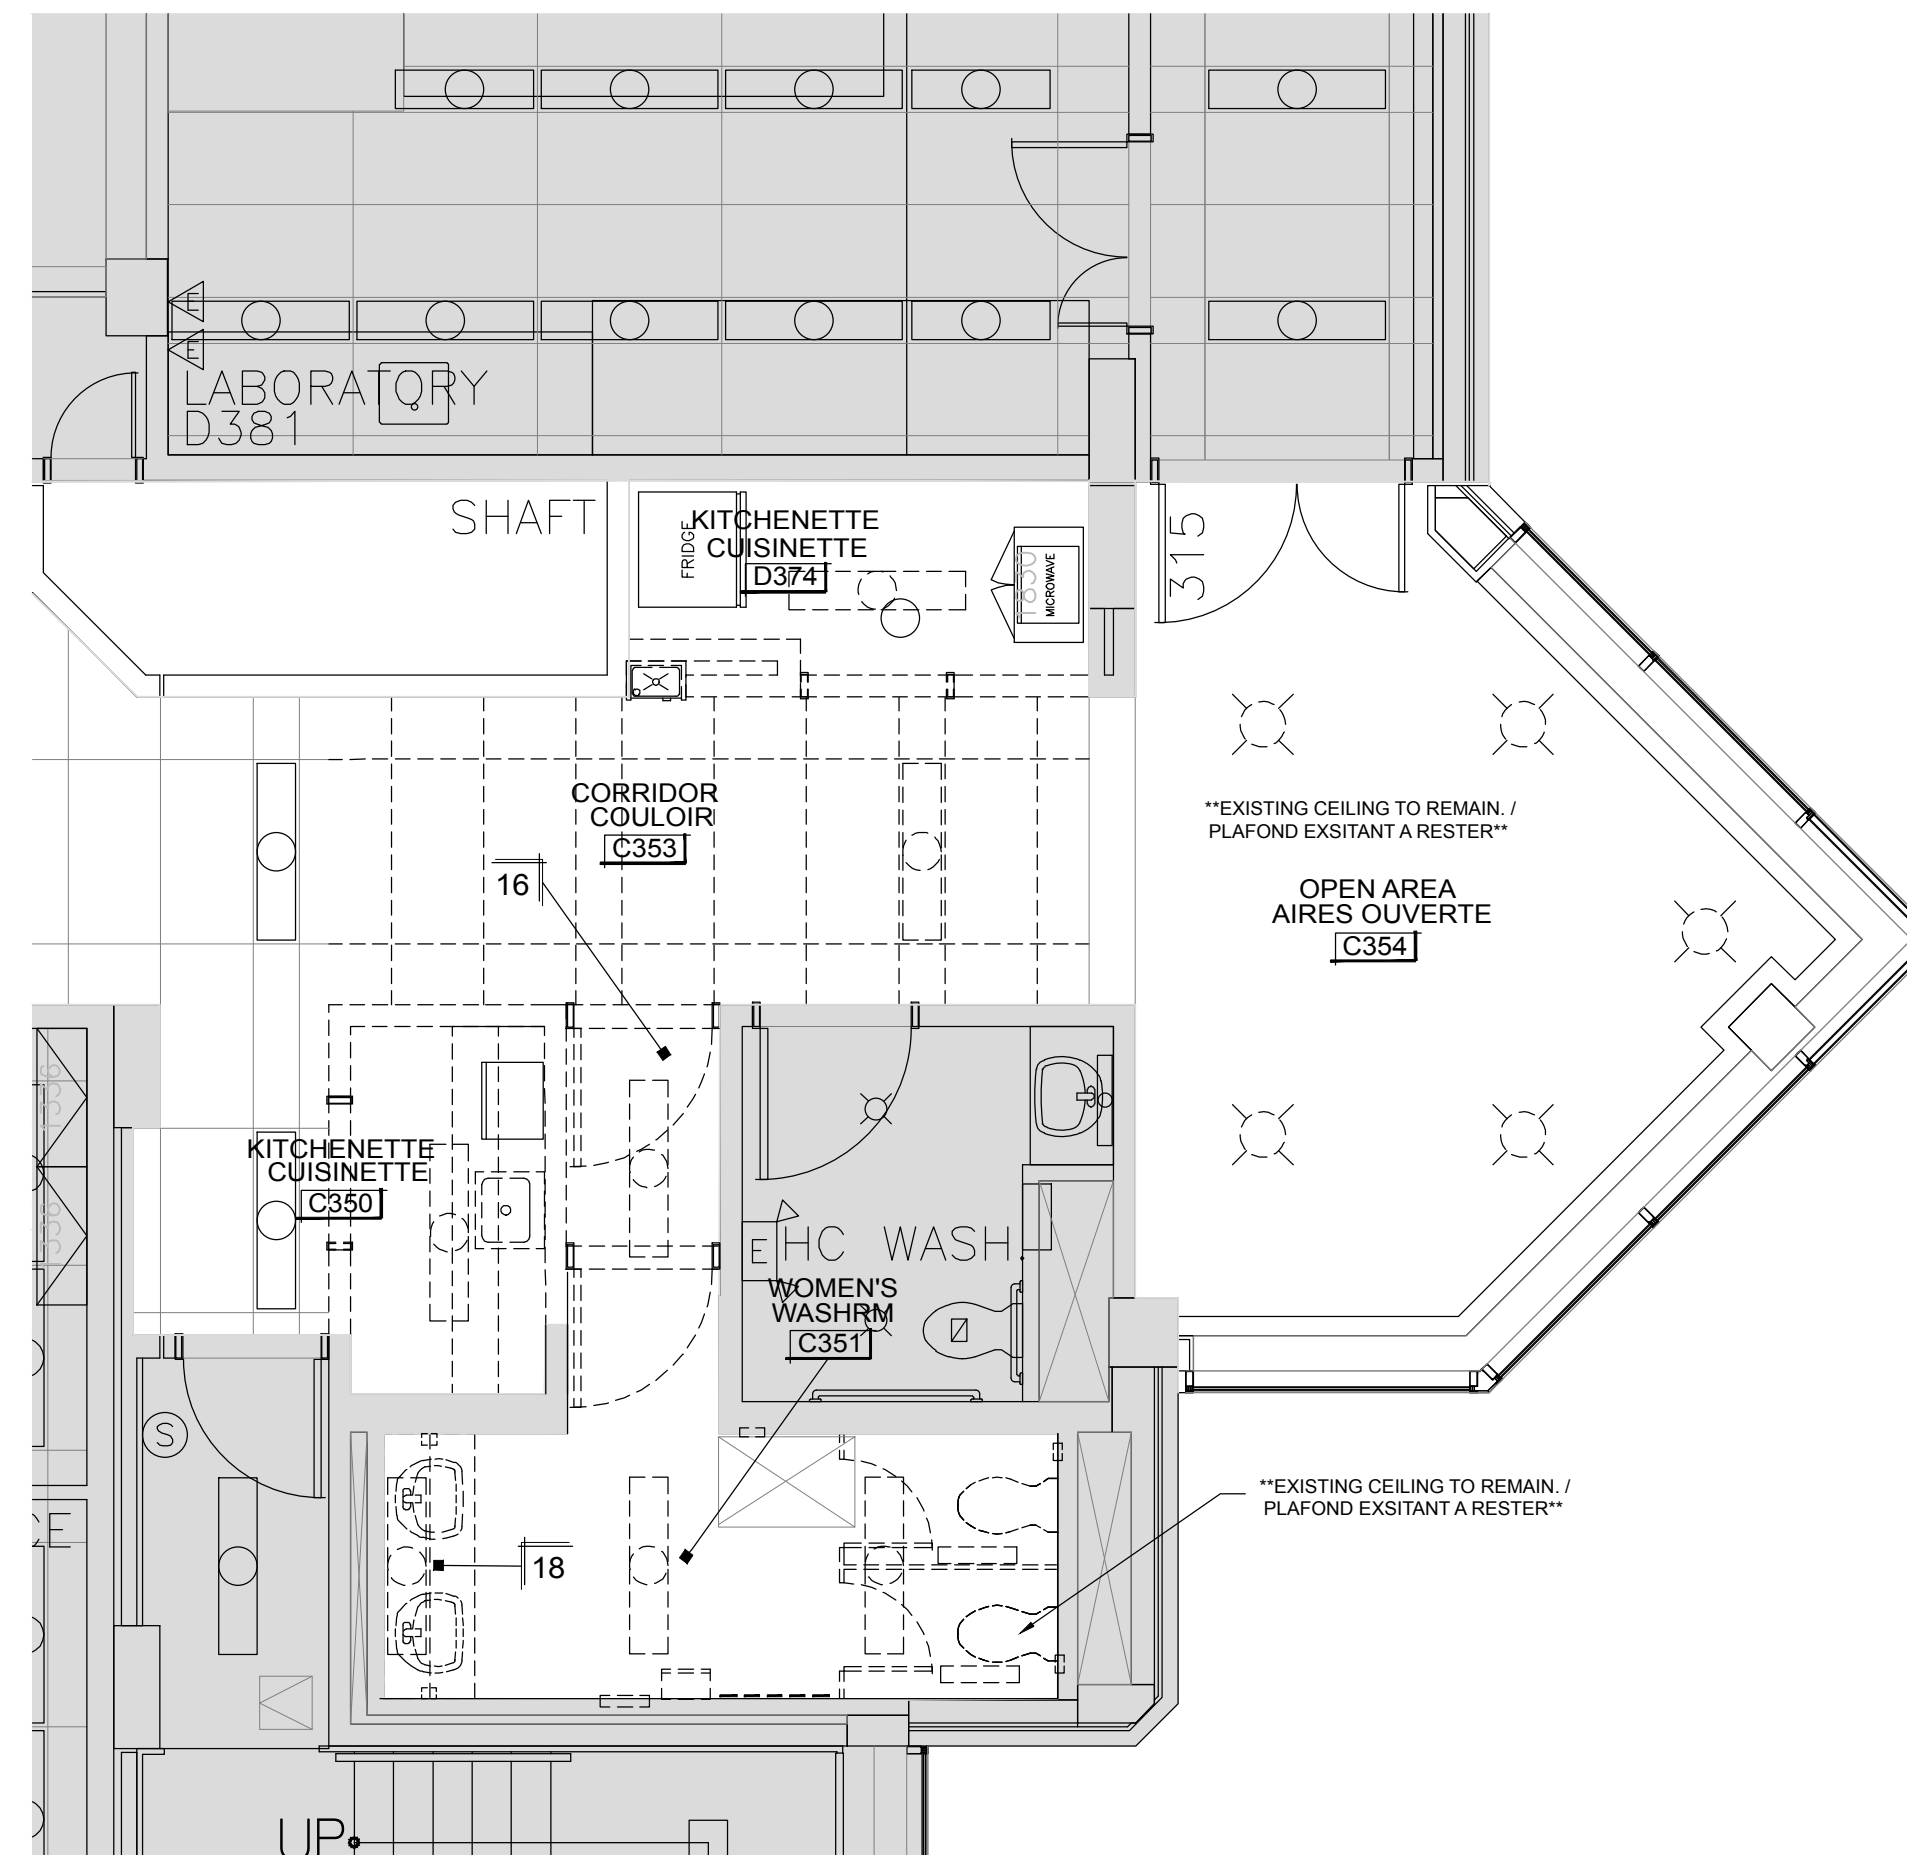 E
E
LABORATORY
D381
SHAFT
FRIDGE
KITCHENETTE
CUISINETTE
D374
1830
MICROWAVE
315
CORRIDOR
COULOIR
C353
16
**EXISTING CEILING TO REMAIN. /
PLAFOND EXSITANT A RESTER**
OPEN AREA
AIRES OUVERTE
C354
KITCHENETTE
CUISINETTE
C350
E
HC WASH.
WOMEN'S
WASHRM
C351
S
18
**EXISTING CEILING TO REMAIN. /
PLAFOND EXSITANT A RESTER**
CE
UP